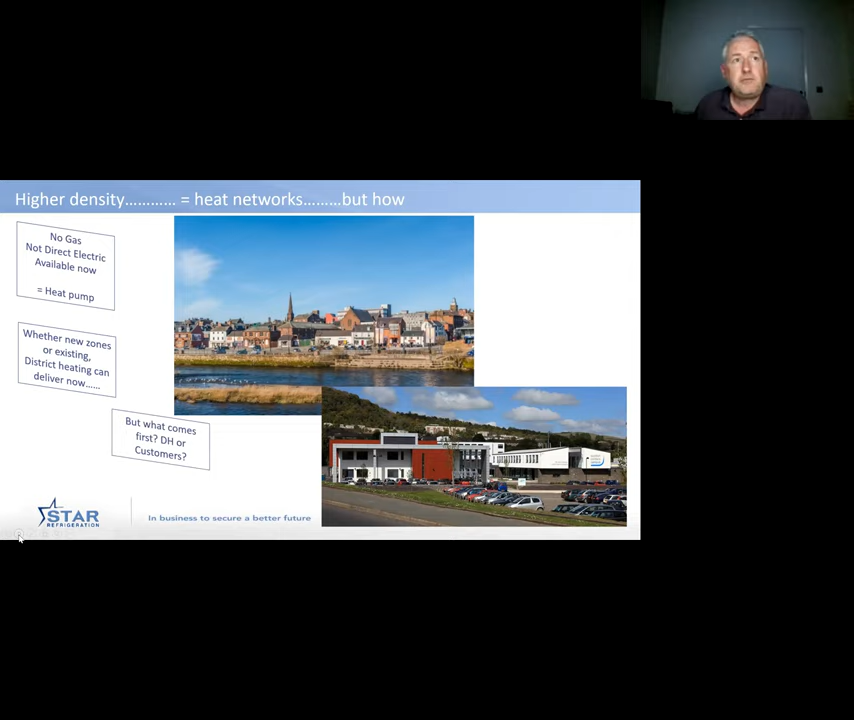 Higher density………… = heat networks………but how
No Gas
Not Direct Electric
Available now
= Heat pump
Whether new zones
or existing,
District heating can
deliver now……
But what comes
first? DH or
Customers?
STAR
REFRIGERATION
In business to secure a better future